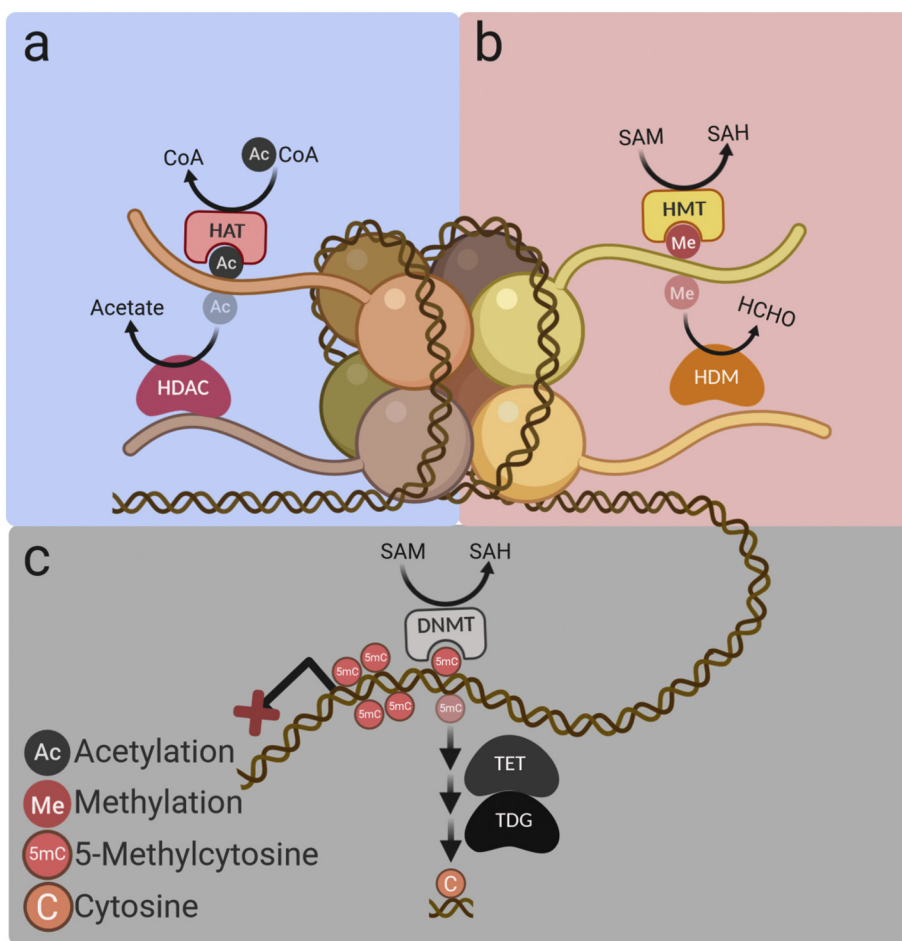 a
CoA
Ac CoA
HAT
Ac
Ac
Acetate
HDAC
b
SAM
SAH
HMT
Me
Me
HCHO
HDM
c
SAM
SAH
DNMT
5mC
5mC
5mC
5mC
5mC
5mC
TET
TDG
C
Ac Acetylation
Me Methylation
5mC 5-Methylcytosine
C Cytosine